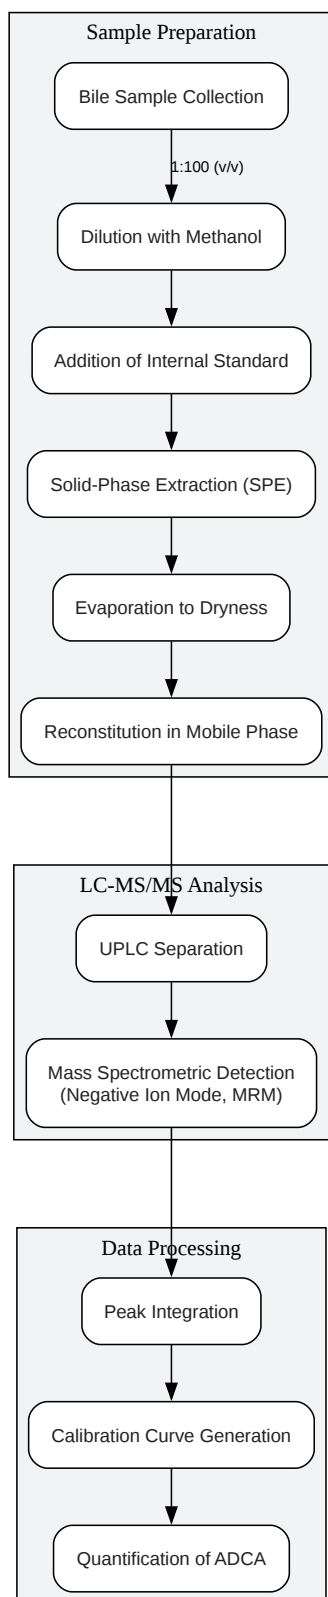 Sample Preparation
Bile Sample Collection
1:100 (v/v)
Dilution with Methanol
Addition of Internal Standard
Solid-Phase Extraction (SPE)
Evaporation to Dryness
Reconstitution in Mobile Phase
LC-MS/MS Analysis
UPLC Separation
Mass Spectrometric Detection
(Negative Ion Mode, MRM)
Data Processing
Peak Integration
Calibration Curve Generation
Quantification of ADCA